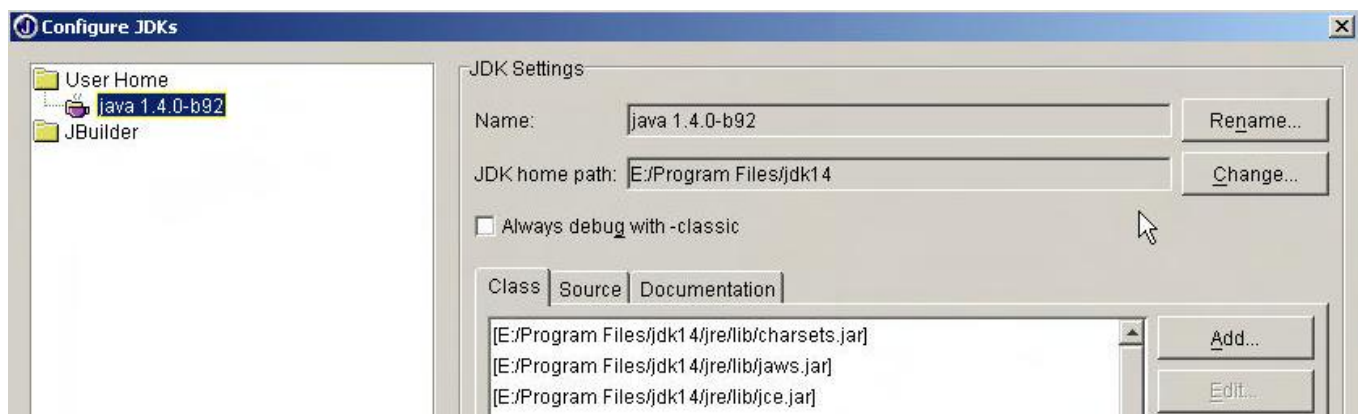 Configure JDKs
User Home
java 1.4.0-b92
JBuilder
JDK Settings
Name: java 1.4.0-b92 Rename...
JDK home path: E:/Program Files/jdk14 Change...
Always debug with -classic
Class Source Documentation
[E:/Program Files/jdk14/jre/lib/charsets.jar]
[E:/Program Files/jdk14/jre/lib/jaws.jar]
[E:/Program Files/jdk14/jre/lib/jce.jar]
Add...
Edit...